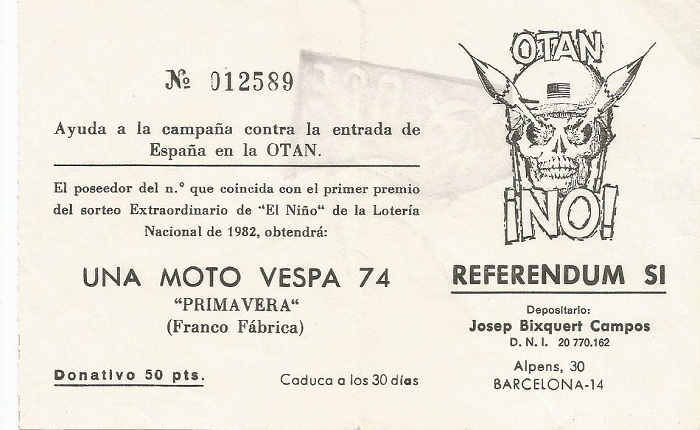 Nº 012589
Ayuda a la campaña contra la entrada de
España en la OTAN.
El poseedor del n.º que coincida con el primer premio
del sorteo Extraordinario de "El Niño" de la Lotería
Nacional de 1982, obtendrá:
UNA MOTO VESPA 74
"PRIMAVERA"
(Franco Fábrica)
Donativo 50 pts.
Caduca a los 30 días
OTAN
¡NO!
REFERENDUM SI
Depositario:
Josep Bixquert Campos
D. N. I. 20 770.162
Alpens, 30
BARCELONA-14